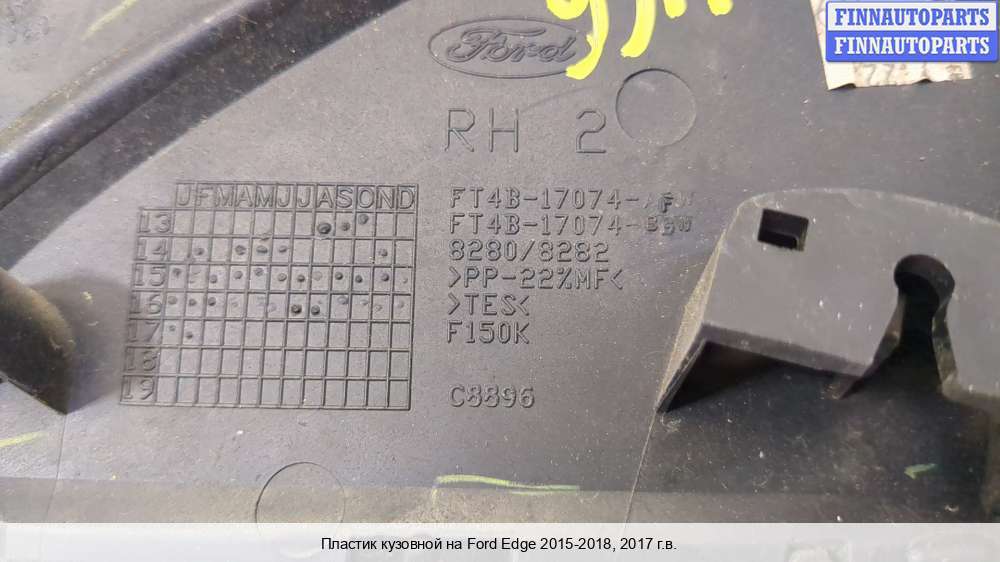 FINNAUTOPARTS
FINNAUTOPARTS
Ford
RH 2
JFMAMJJASOND
13
14
15
16
17
18
19
FT4B-17074-
FT4B-17074-
8280/8282
>PP-22%MF<
>TES<
F150K
C8896
Пластик кузовной на Ford Edge 2015-2018, 2017 г.в.